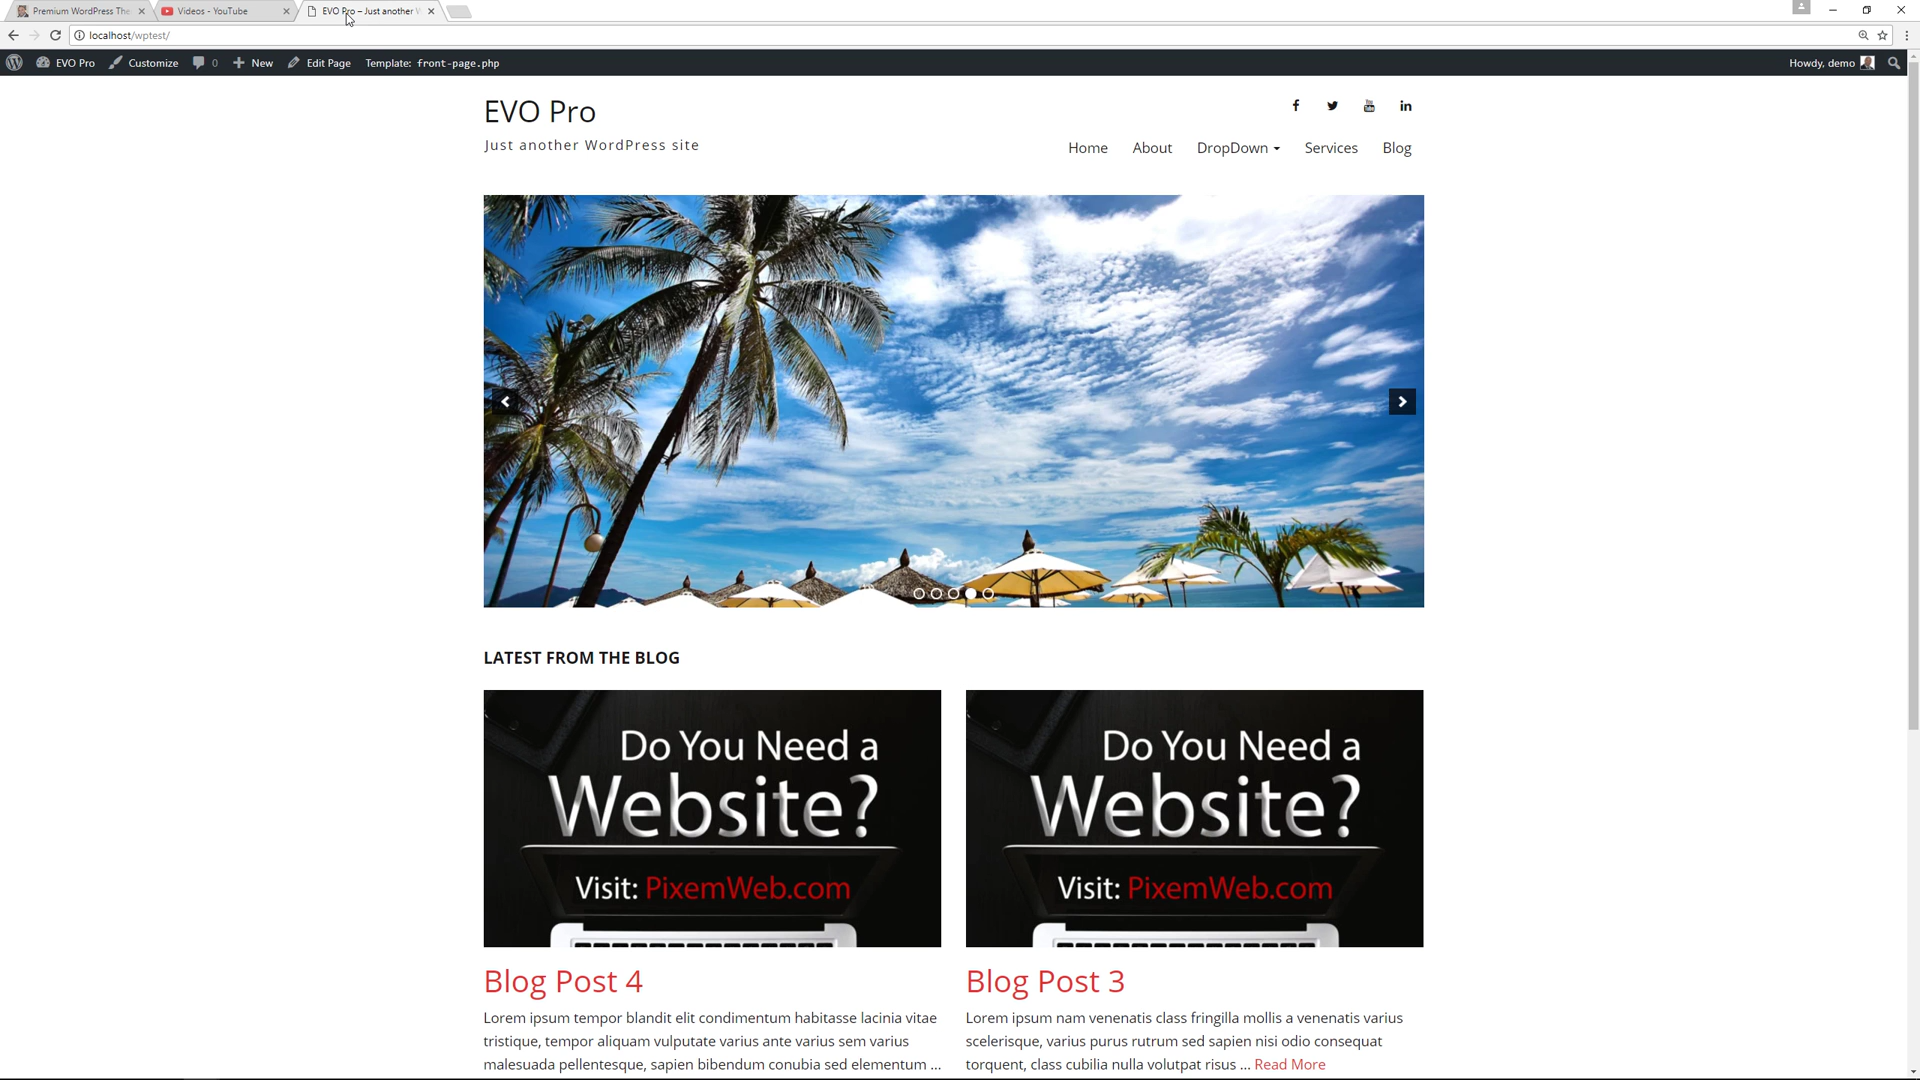 Premium WordPress The
Videos - YouTube
EVO Pro – Just another W
localhost/wptest/
EVO Pro
Customize
0
New
Edit Page
Template: front-page.php
Howdy, demo
EVO Pro
Just another WordPress site
Home
About
DropDown
Services
Blog
LATEST FROM THE BLOG
Do You Need a
Website?
Visit: PixemWeb.com
Do You Need a
Website?
Visit: PixemWeb.com
Blog Post 4
Lorem ipsum tempor blandit elit condimentum habitasse lacinia vitae
tristique, tempor aliquam vulputate varius ante varius sem varius
malesuada pellentesque, sapien bibendum conubia sed elementum ...
Blog Post 3
Lorem ipsum nam venenatis class fringilla mollis a venenatis varius
scelerisque, varius purus rutrum sed sapien nisi odio consequat
torquent, class cubilia nulla volutpat risus ... Read More